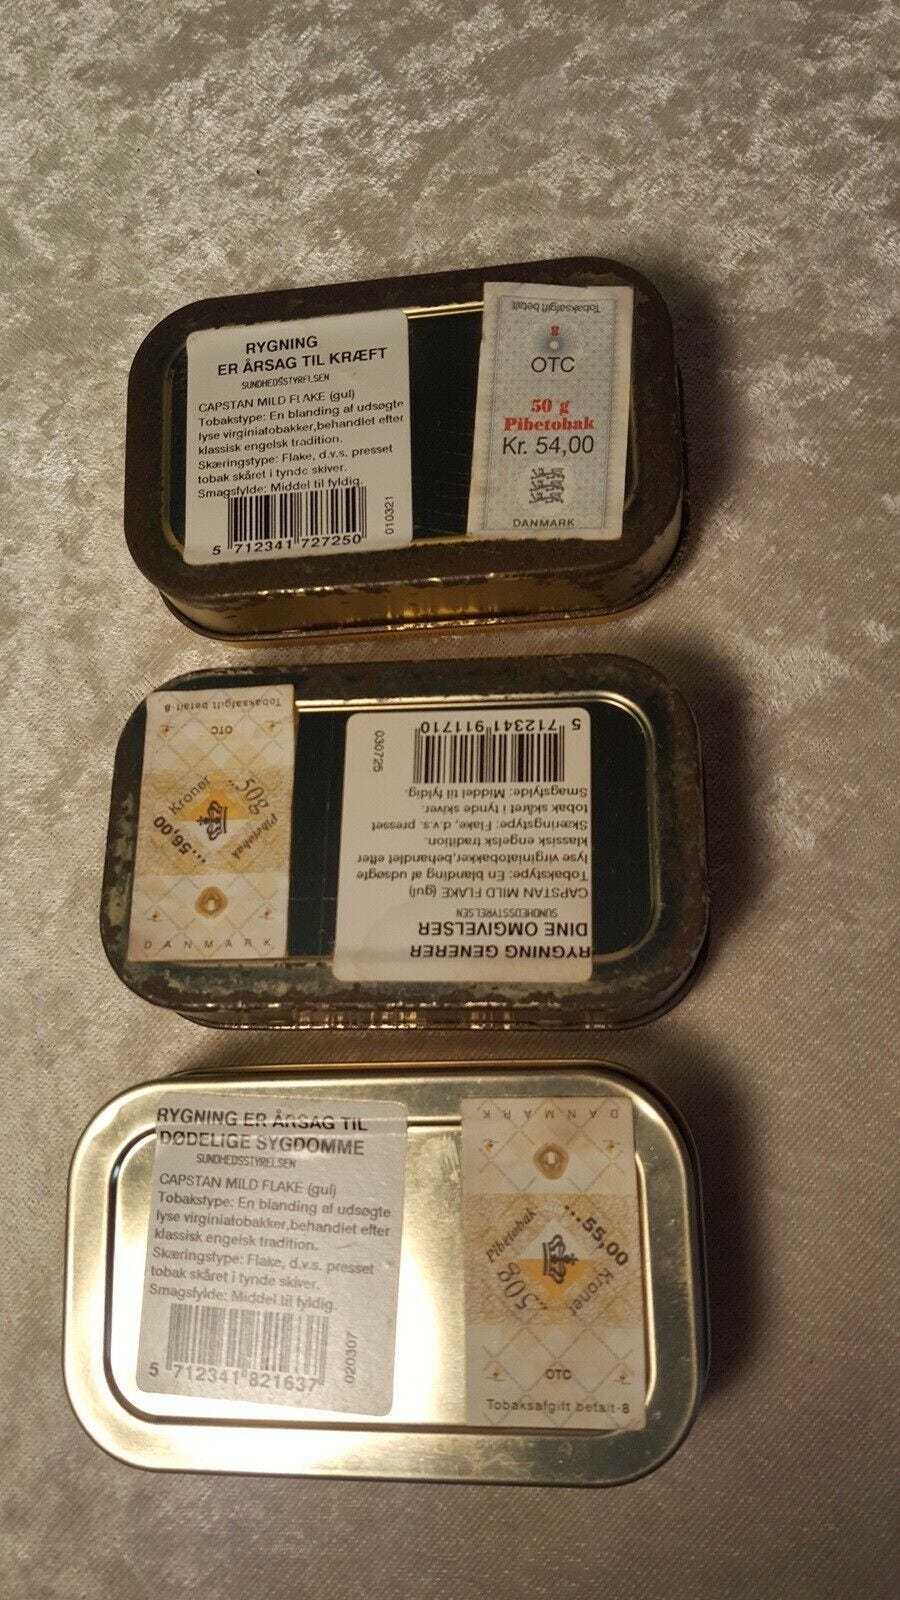 RYGNING
ER ÅRSAG TIL KRÆFT
SUNDHEDSSTYRELSEN
CAPSTAN MILD FLAKE (gul)
Tobakstype: En blanding af udsøgte
lyse virginiatobakker,behandlet efter
klassisk engelsk tradition.
Skæringstype: Flake, d.v.s. presset
tobak skåret i tynde skiver.
Smagsfylde: Middel til fyldig.
5 712341 727250
010321
Tobaksafgift betalt
g
OTC
50 g
Pibetobak
Kr. 54,00
DANMARK
Tobaksafgift betalt-8
OTC
50g Pibetobak
...56,00 Kroner
DANMARK
RYGNING GENERER
DINE OMGIVELSER
SUNDHEDSSTYRELSEN
CAPSTAN MILD FLAKE (gul)
Tobakstype: En blanding af udsøgte
lyse virginiatobakker,behandlet efter
klassisk engelsk tradition.
Skæringstype: Flake, d.v.s. presset
tobak skåret i tynde skiver.
Smagsfylde: Middel til fyldig.
5 712341 911710
030725
RYGNING ER ÅRSAG TIL
DØDELIGE SYGDOMME
SUNDHEDSSTYRELSEN
CAPSTAN MILD FLAKE (gul)
Tobakstype: En blanding af udsøgte
lyse virginiatobakker,behandlet efter
klassisk engelsk tradition.
Skæringstype: Flake, d.v.s. presset
tobak skåret i tynde skiver.
Smagsfylde: Middel til fyldig.
5 712341 821637
020307
DANMARK
...55,00 Kroner
50g Pibetobak
OTC
Tobaksafgift betalt-8